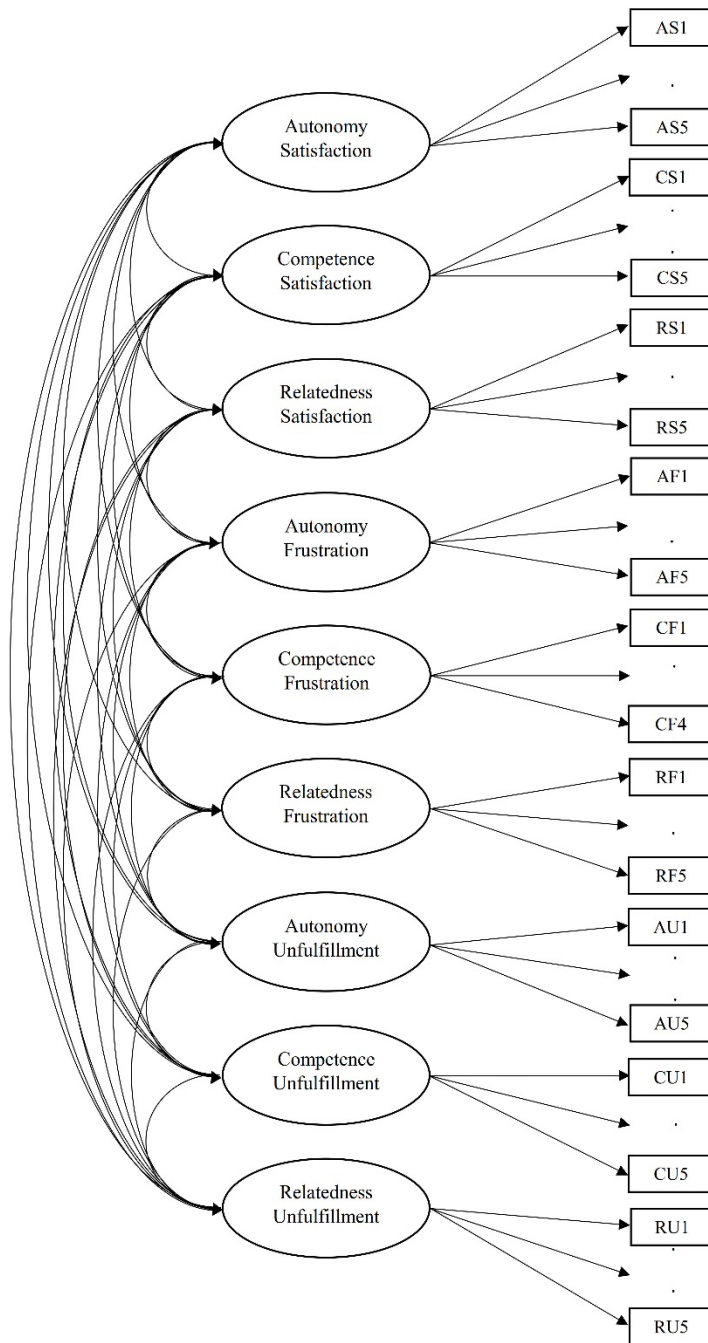 AS1
Autonomy
Satisfaction
AS5
CS1
Competence
Satisfaction
CS5
RS1
Relatedness
Satisfaction
RS5
AF1
Autonomy
Frustration
AF5
CF1
Competence
Frustration
CF4
RF1
Relatedness
Frustration
RF5
AU1
Autonomy
Unfulfillment
AU5
Competence
Unfulfillment
CU1
CU5
Relatedness
Unfulfillment
RU1
RU5